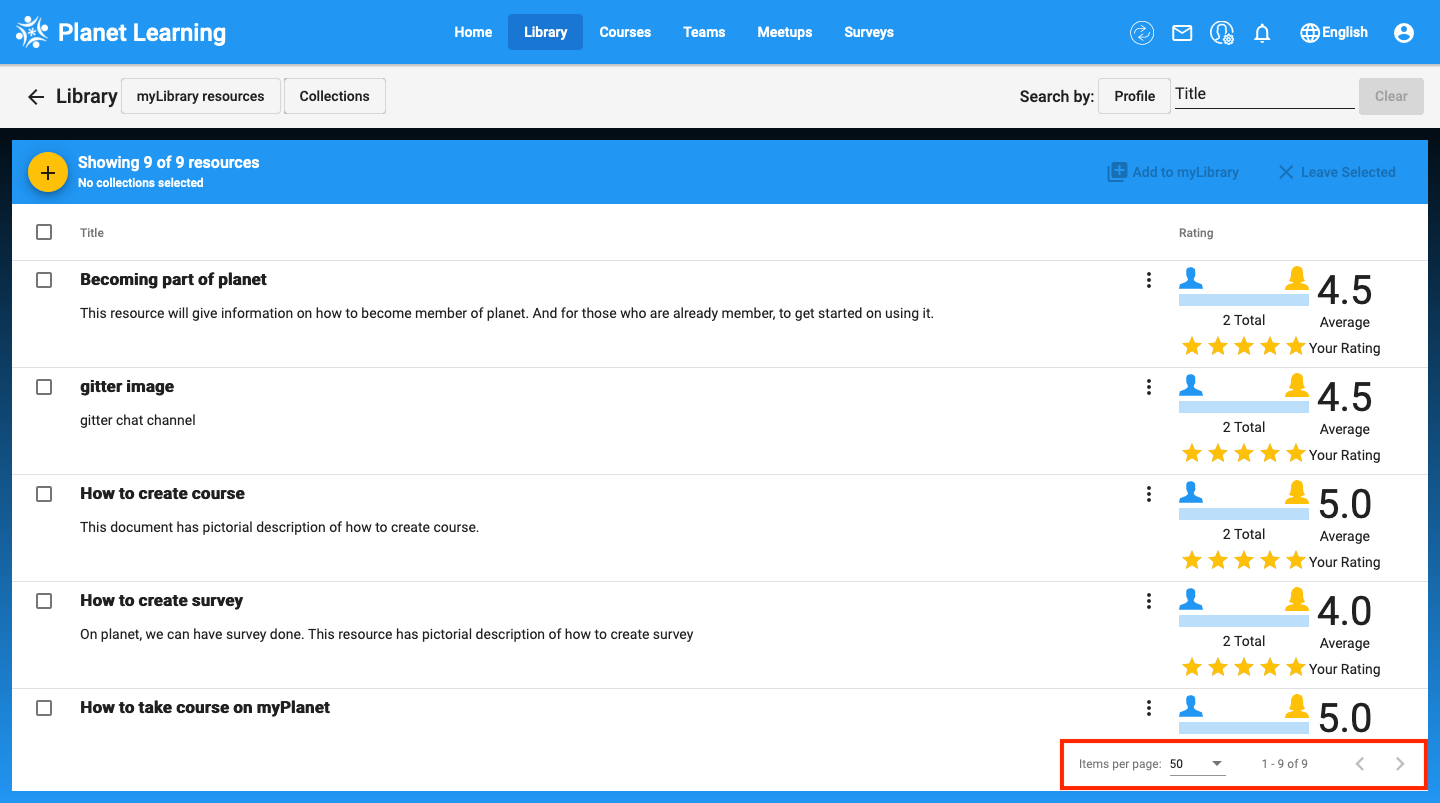 Planet Learning Home Library Courses Teams Meetups Surveys English
Library myLibrary resources Collections Search by: Profile Title Clear
Showing 9 of 9 resources
No collections selected
Add to myLibrary Leave Selected
Title Rating
Becoming part of planet
This resource will give information on how to become member of planet. And for those who are already member, to get started on using it.
4.5
2 Total Average
Your Rating
gitter image
gitter chat channel
4.5
2 Total Average
Your Rating
How to create course
This document has pictorial description of how to create course.
5.0
2 Total Average
Your Rating
How to create survey
On planet, we can have survey done. This resource has pictorial description of how to create survey
4.0
2 Total Average
Your Rating
How to take course on myPlanet
5.0
Items per page: 50 1 - 9 of 9